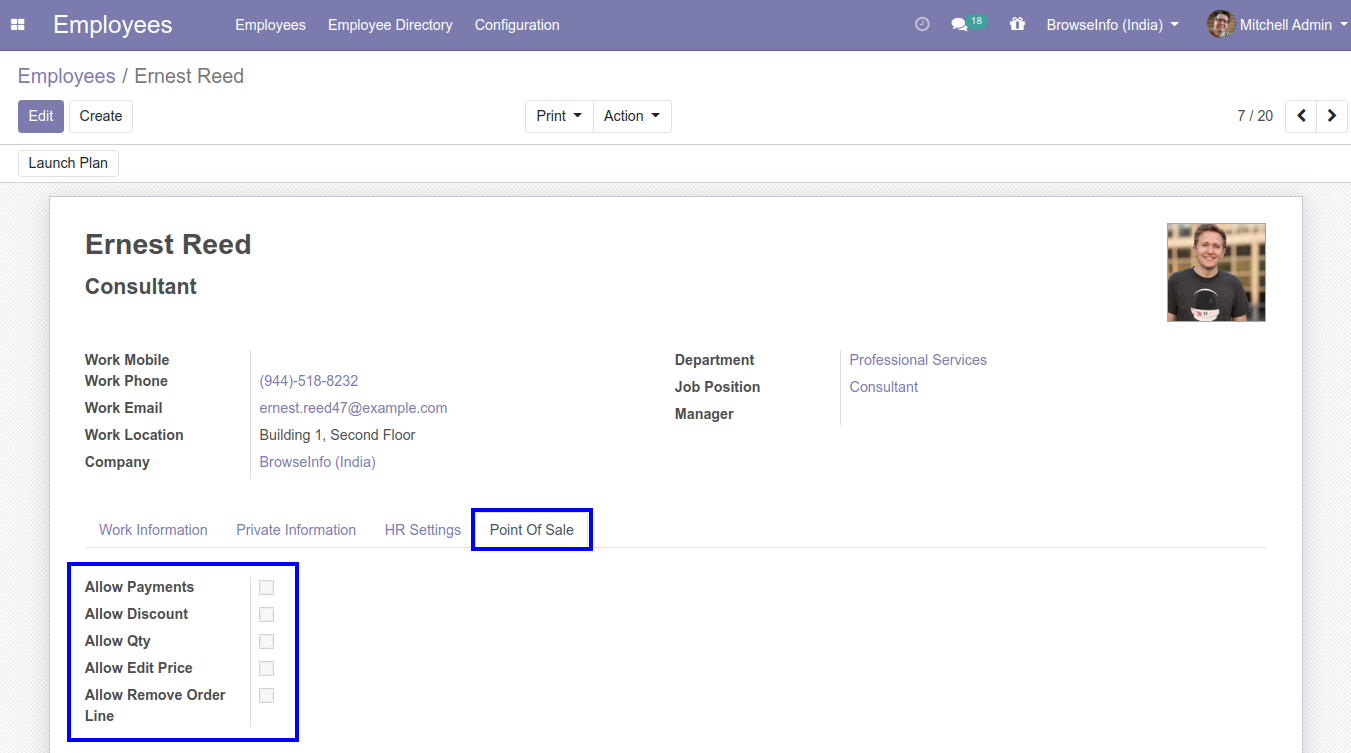 Employees Employees Employee Directory Configuration 18 BrowseInfo (India) Mitchell Admin
Employees / Ernest Reed
Edit Create Print Action 7 / 20
Launch Plan
Ernest Reed
Consultant
Work Mobile
Work Phone (944)-518-8232
Work Email ernest.reed47@example.com
Work Location Building 1, Second Floor
Company BrowseInfo (India)
Department Professional Services
Job Position Consultant
Manager
Work Information Private Information HR Settings Point Of Sale
Allow Payments
Allow Discount
Allow Qty
Allow Edit Price
Allow Remove Order
Line